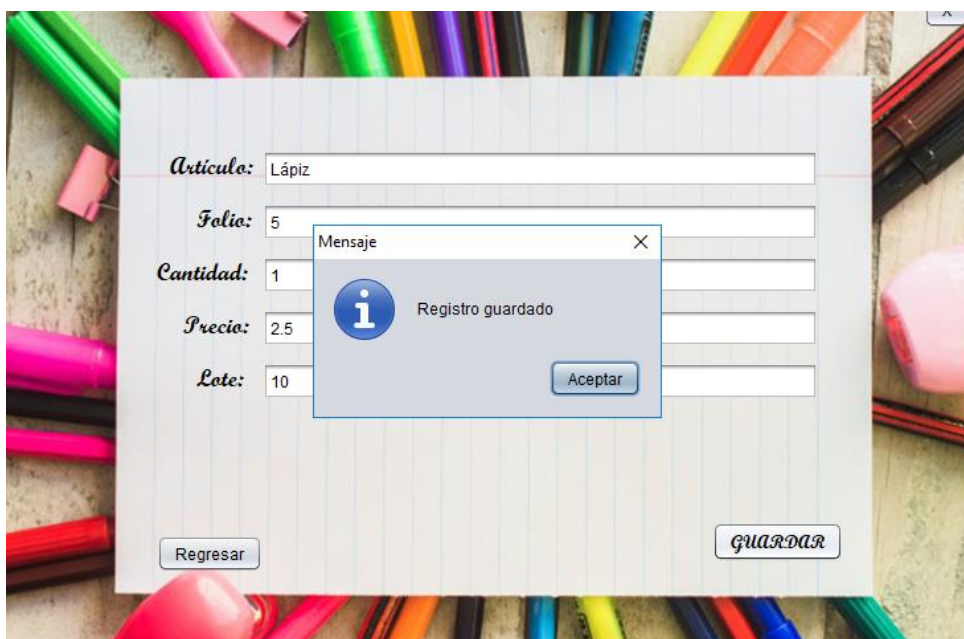 X
Artículo: Lápiz
Folio: 5
Mensaje
Cantidad: 1
Registro guardado
Precio: 2.5
Lote: 10
Aceptar
Regresar
GUARDAR